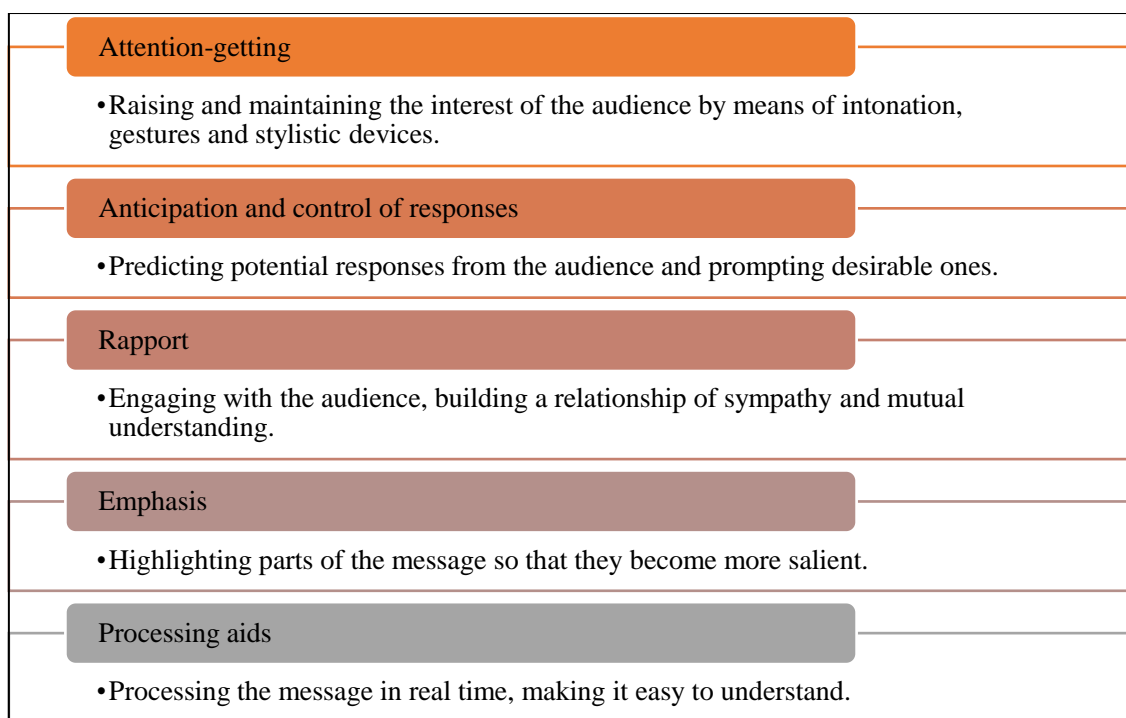 Attention-getting
•Raising and maintaining the interest of the audience by means of intonation,
gestures and stylistic devices.
Anticipation and control of responses
•Predicting potential responses from the audience and prompting desirable ones.
Rapport
•Engaging with the audience, building a relationship of sympathy and mutual
understanding.
Emphasis
•Highlighting parts of the message so that they become more salient.
Processing aids
•Processing the message in real time, making it easy to understand.